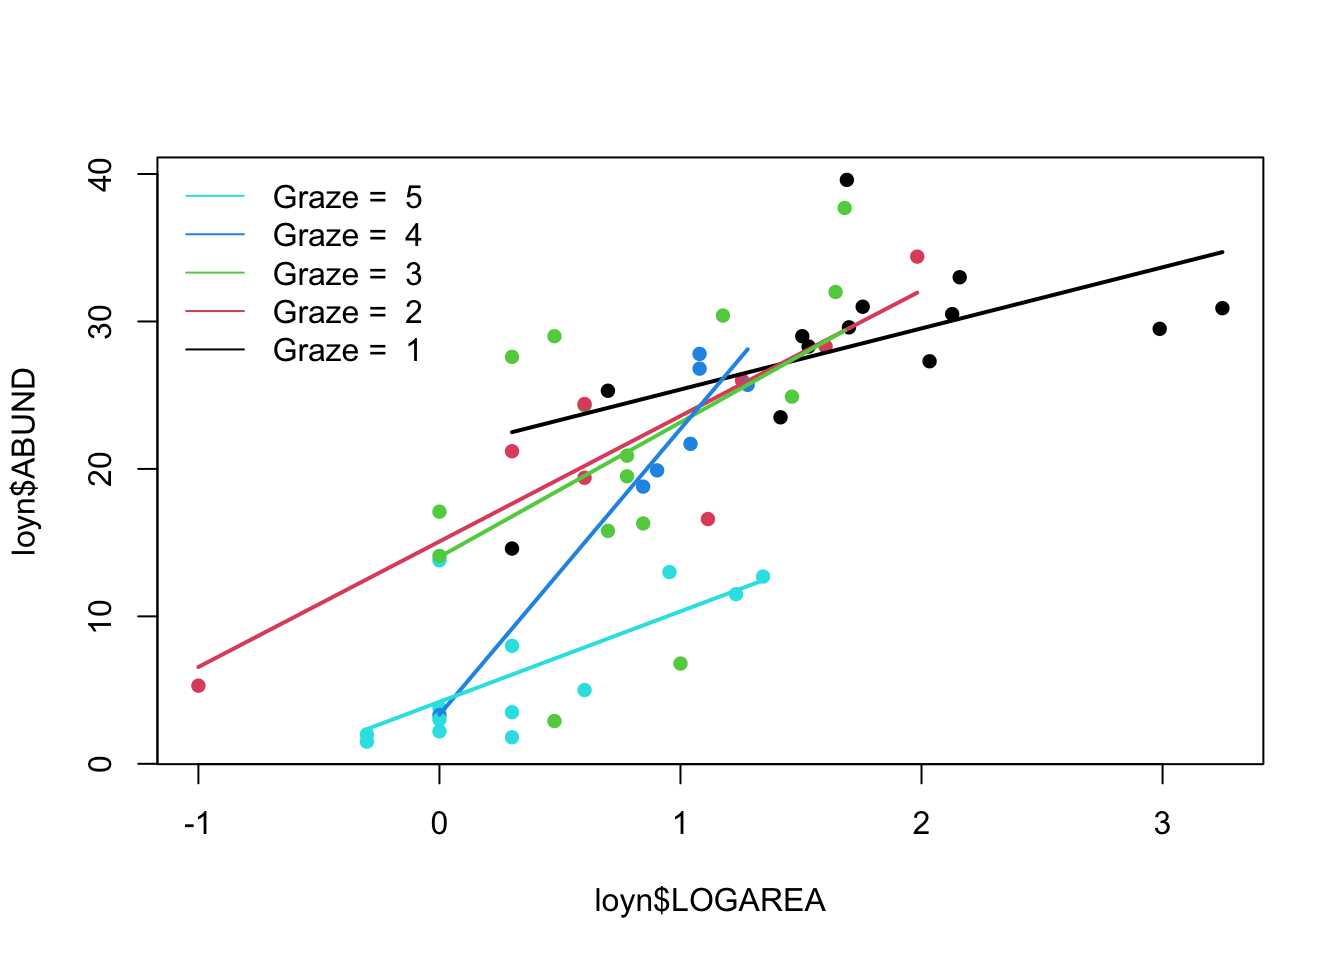 Graze = 5
Graze = 4
Graze = 3
Graze = 2
Graze = 1
40
30
20
10
0
loyn$ABUND
-1 0 1 2 3
loyn$LOGAREA